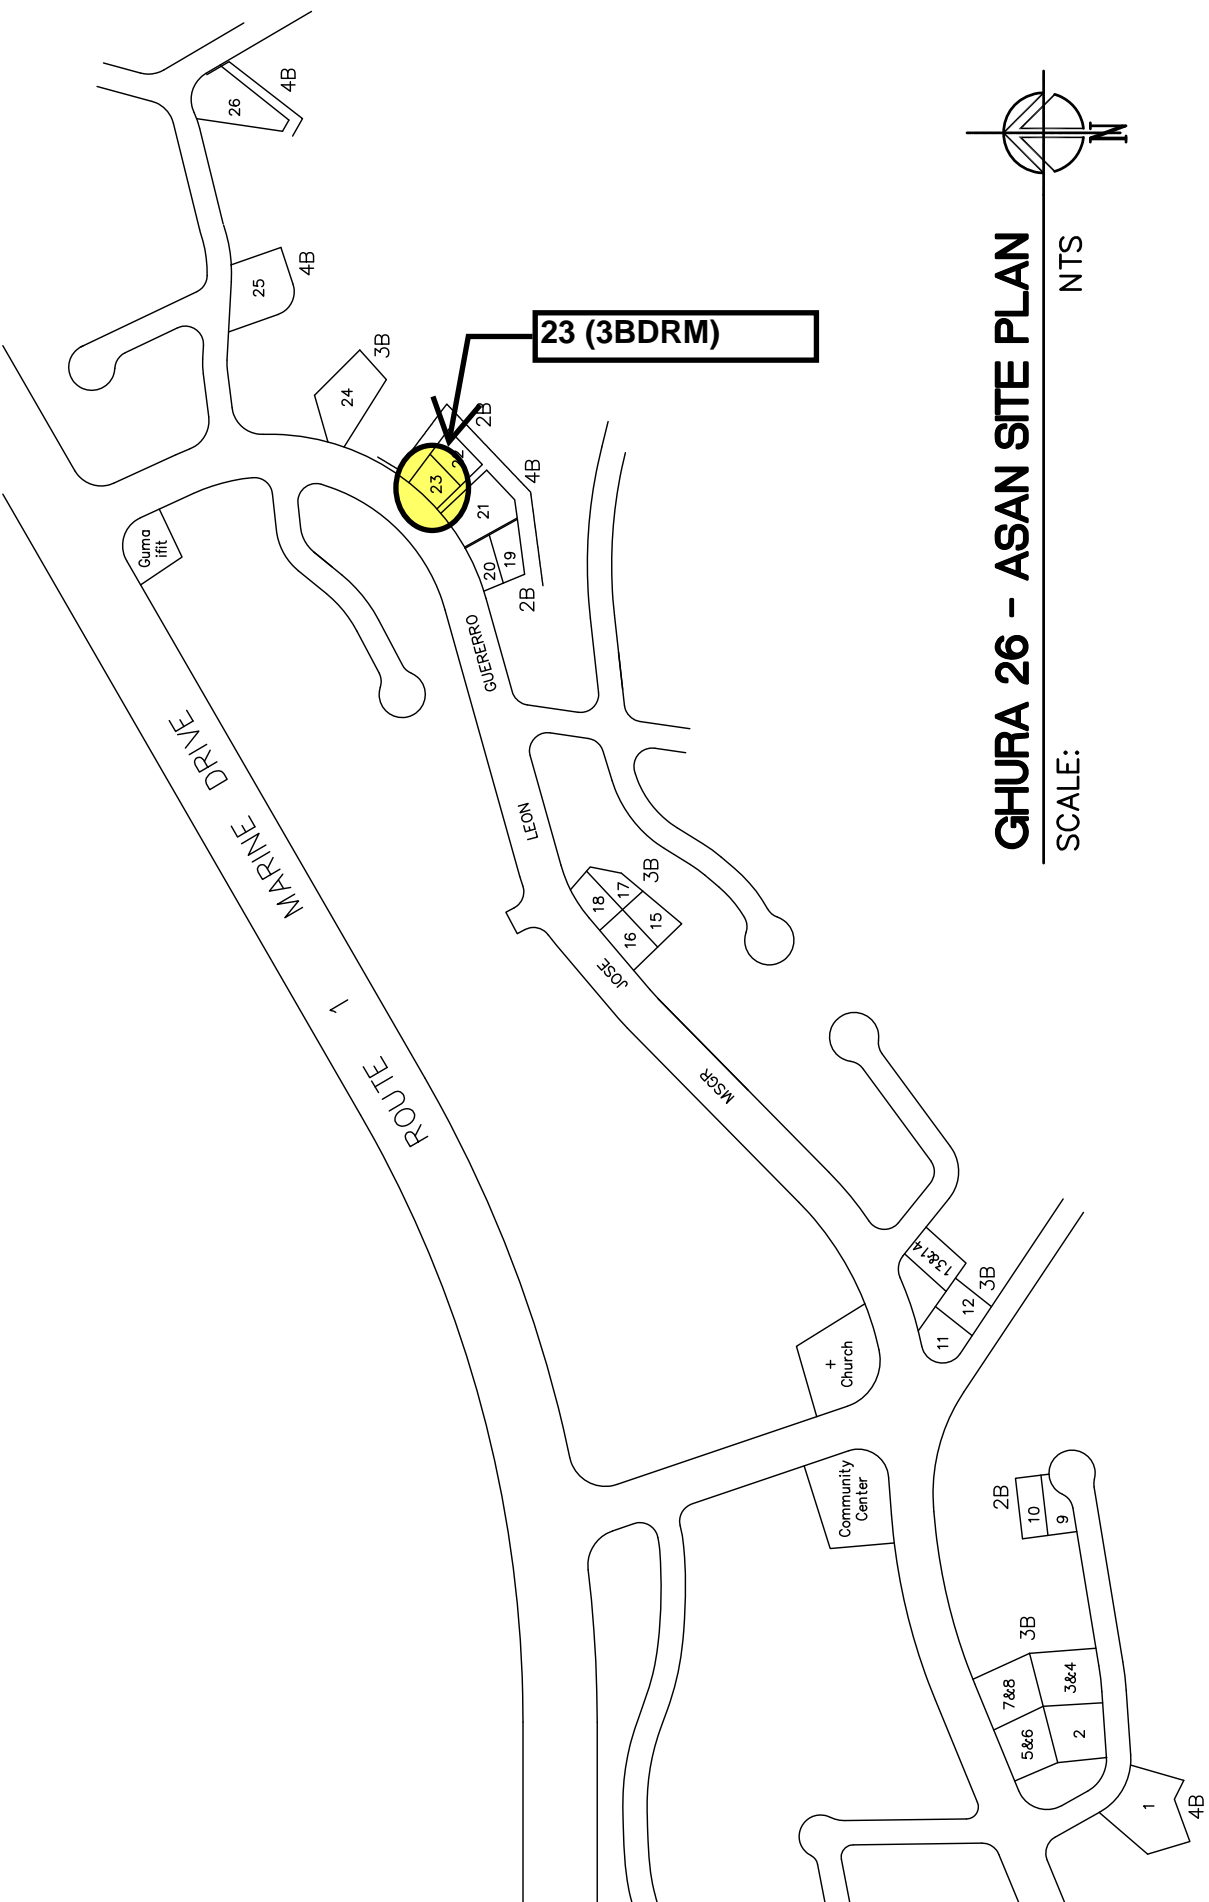 26
4B
25
4B
24
3B
23 (3BDRM)
22
2B
23
21
4B
20
19
2B
Guma
ifit
ROUTE 1 MARINE DRIVE
MSGR JOSE LEON GUERERRO
18
17
16
15
3B
13&14
12
11
3B
+
Church
Community
Center
10
9
2B
7&8
3&4
3B
5&6
2
1
4B
GHURA 26 - ASAN SITE PLAN
SCALE: NTS
N